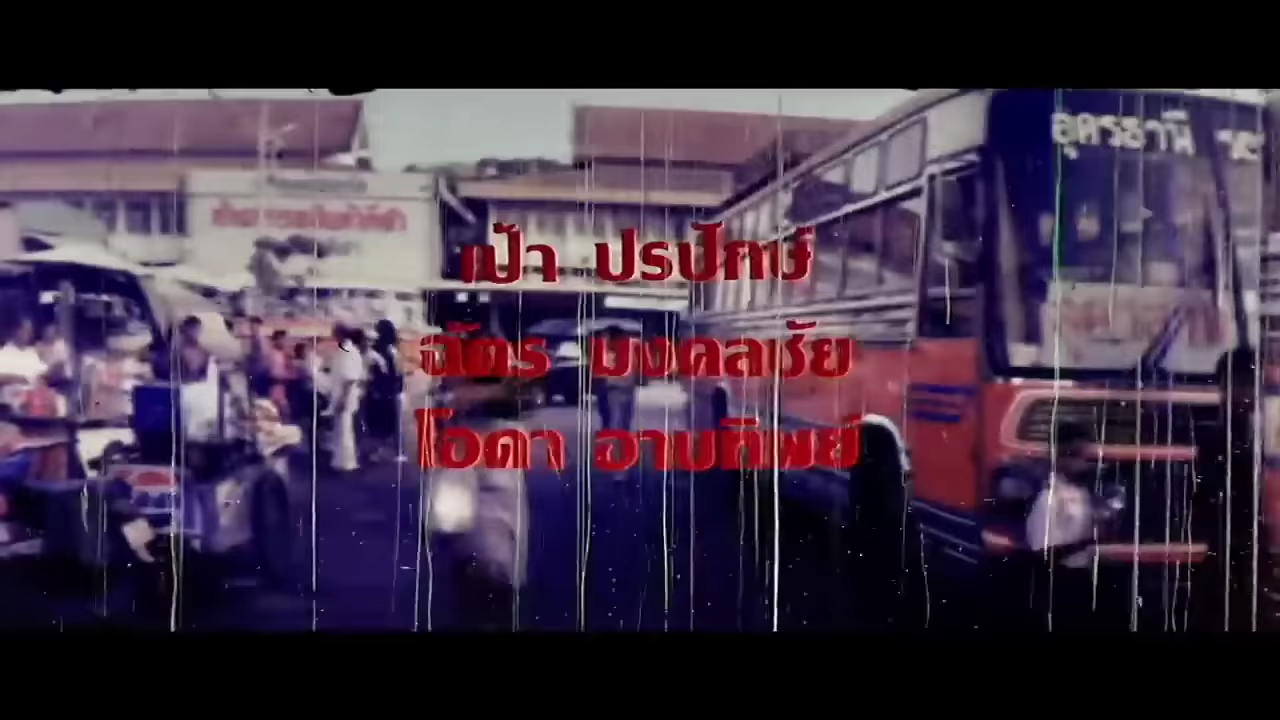 อุดรธานี
เป้า ปรปักษ์
ฉัตร มงคลชัย
โอดา อาบทิพย์